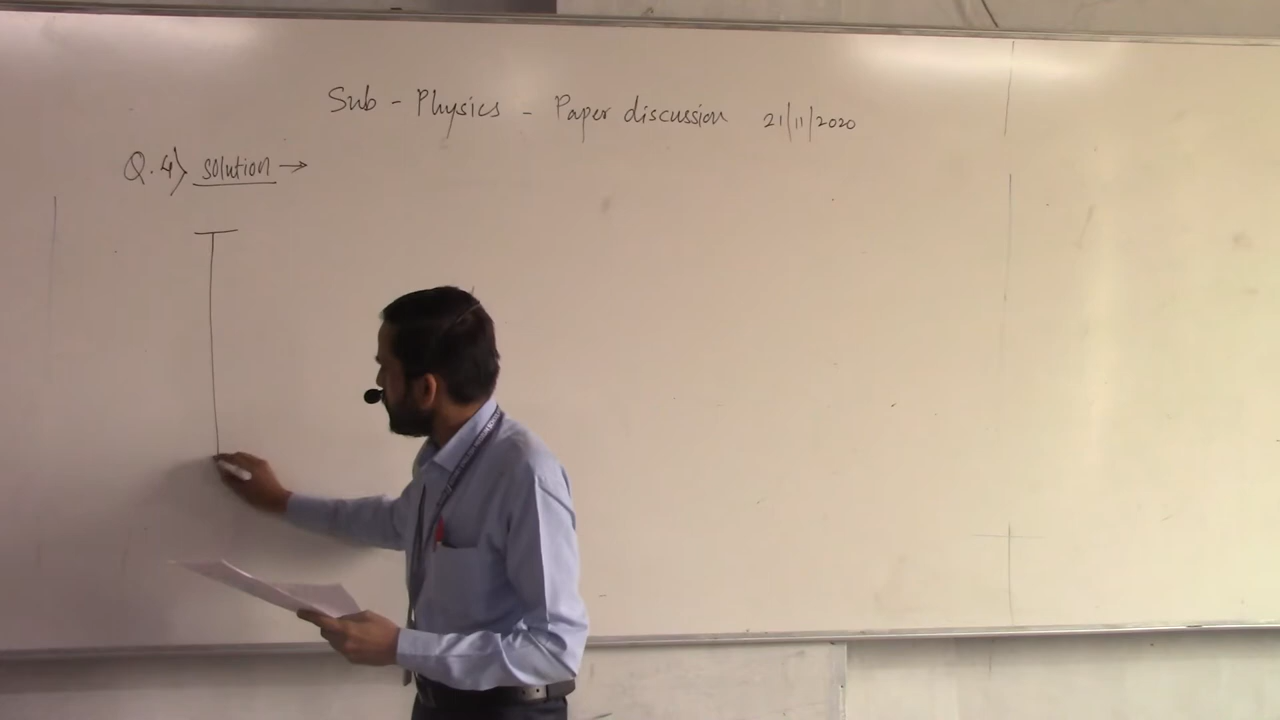 Sub - Physics - Paper discussion 21/11/2020
Q.4) solution →